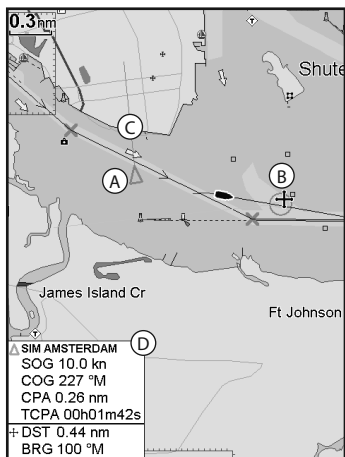 0.3nm
T
Shute
C
A
B
James Island Cr
Ft Johnson
T
D
SIM AMSTERDAM
SOG 10.0 kn
COG 227 °M
CPA 0.26 nm
TCPA 00h01m42s
DST 0.44 nm
BRG 100 °M